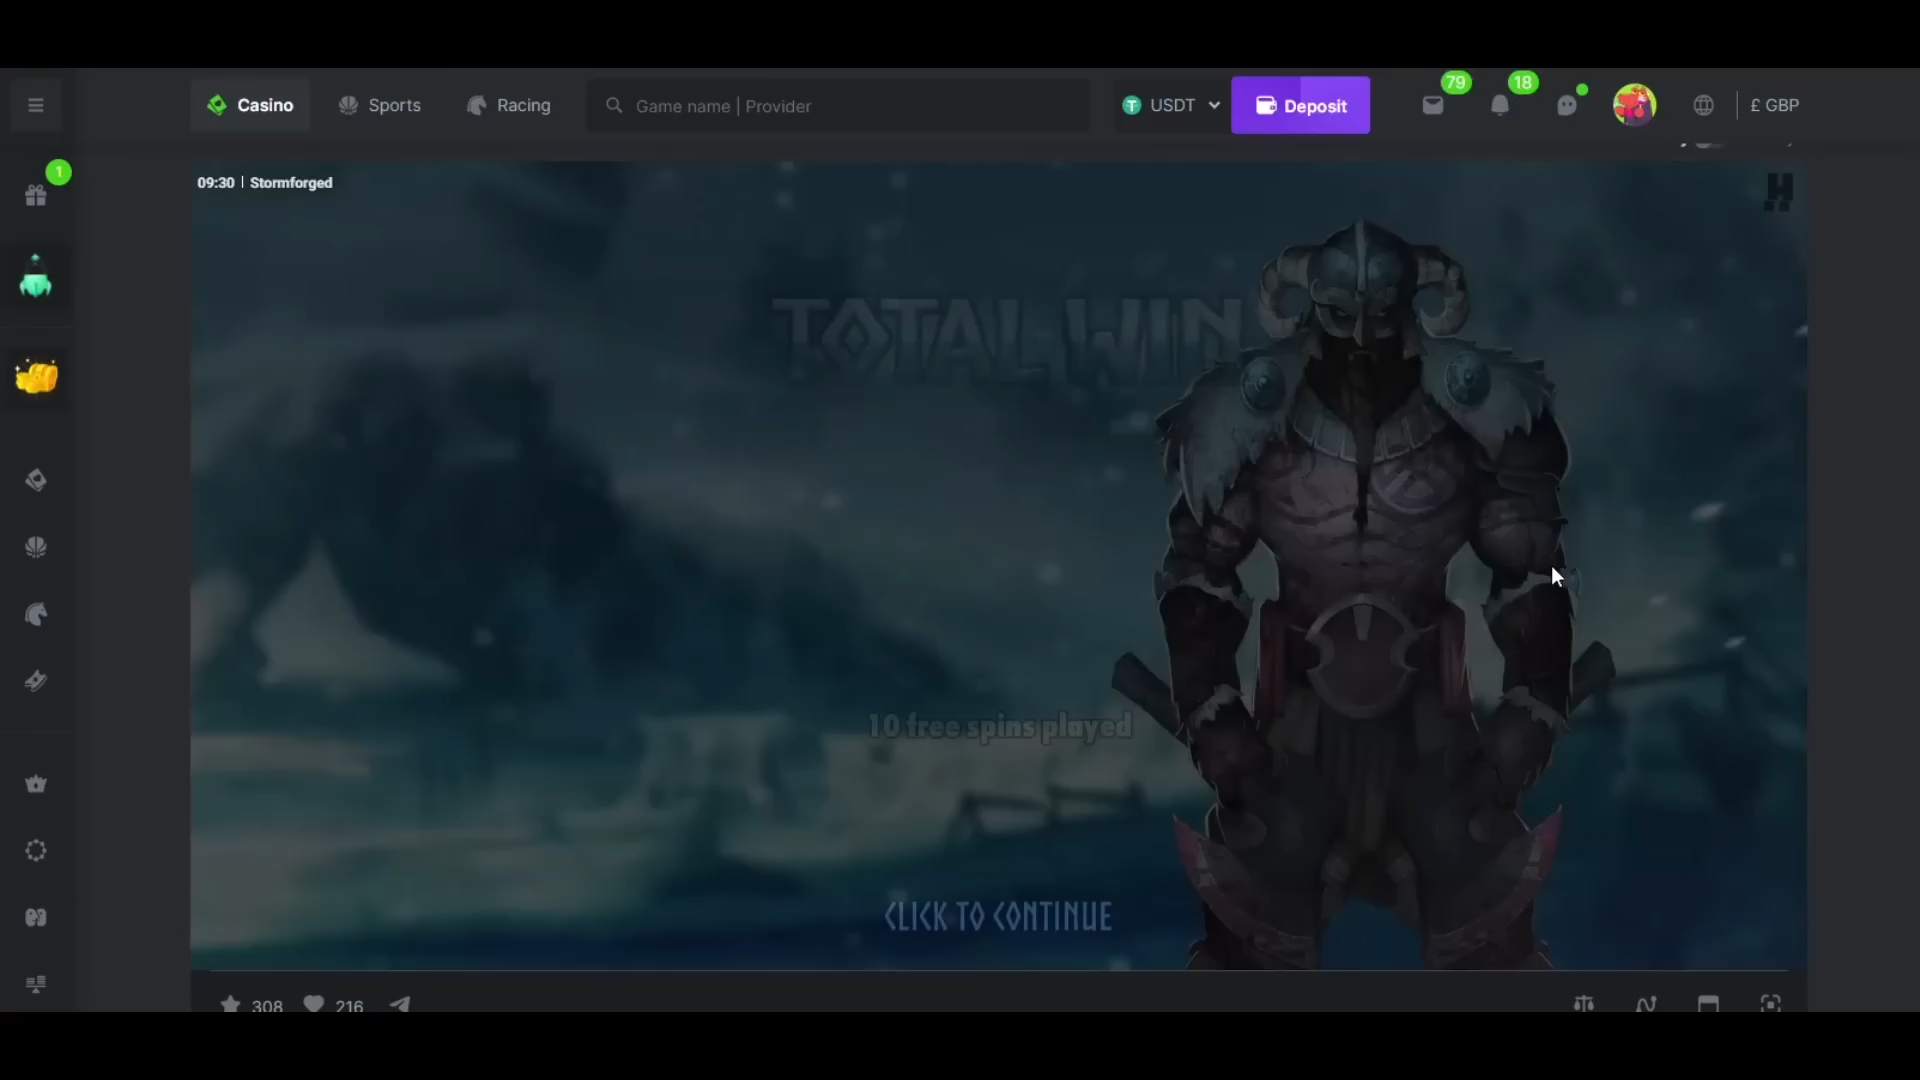 Casino
Sports
Racing
Game name | Provider
USDT
Deposit
79
18
£ GBP
1
09:30 | Stormforged
TOTAL WIN
10 free spins played
CLICK TO CONTINUE
308
216